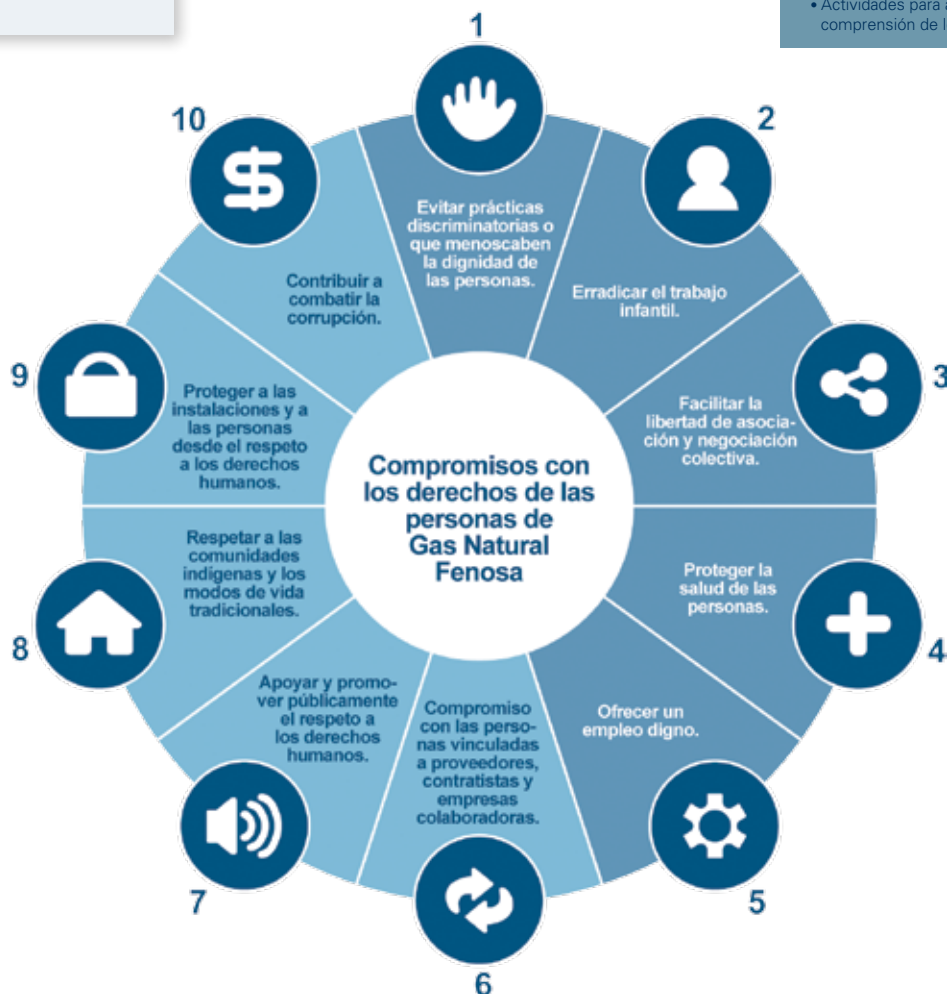 • Actividades para a
comprensión de l
1
Evitar prácticas
discriminatorias o
que menoscaben
la dignidad de
las personas.
2
Erradicar el trabajo
infantil.
3
Facilitar la
libertad de asocia-
ción y negociación
colectiva.
4
Proteger la
salud de las
personas.
5
Ofrecer un
empleo digno.
6
Compromiso
con las perso-
nas vinculadas
a proveedores,
contratistas y
empresas
colaboradoras.
7
Apoyar y promo-
ver públicamente
el respeto a
los derechos
humanos.
8
Respetar a las
comunidades
indígenas y los
modos de vida
tradicionales.
9
Proteger a las
instalaciones y a
las personas
desde el respeto
a los derechos
humanos.
10
$
Contribuir a
combatir la
corrupción.
Compromisos con
los derechos de las
personas de
Gas Natural
Fenosa